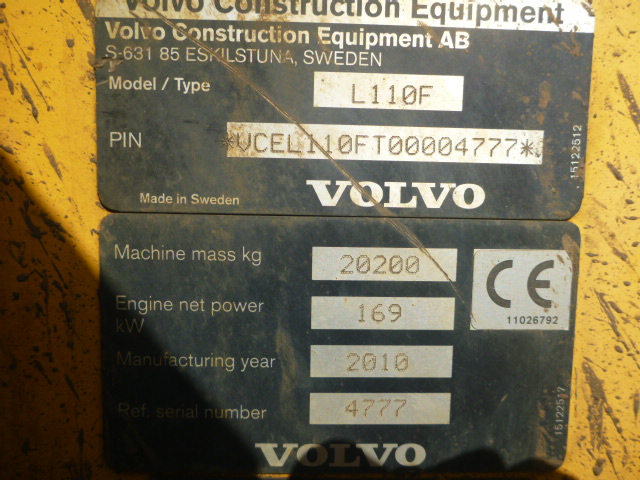 Volvo Construction Equipment
Volvo Construction Equipment AB
S-631 85 ESKILSTUNA, SWEDEN
Model / Type L110F
PIN *VCEL110FT00004777*
15122512
Made in Sweden VOLVO
Machine mass kg 20200
CE
11026792
Engine net power kW 169
Manufacturing year 2010
Ref. serial number 4777
15122517
VOLVO